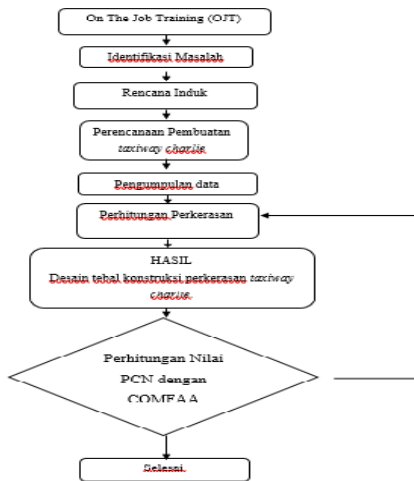 On The Job Training (OJT)
Identifikasi Masalah
Rencana Induk
Perencanaan Pembuatan
taxiway charlie
Pengumpulan data
Perhitungan Perkerasan
HASIL
Desain tebal konstruksi perkerasan taxiway
charlie
Perhitungan Nilai
PCN dengan
COMFAA
Selesai